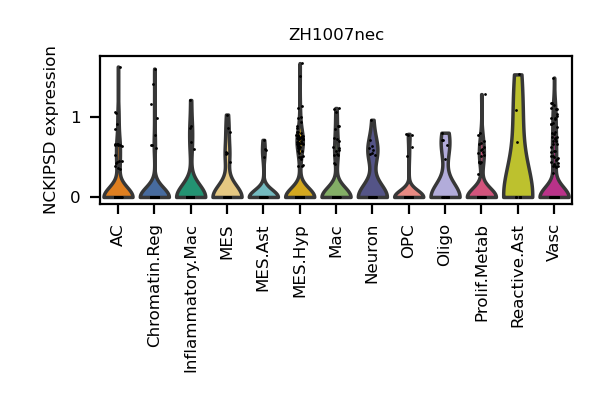 ZH1007nec
NCKIPSD expression
1
0
AC
Chromatin.Reg
Inflammatory.Mac
MES
MES.Ast
MES.Hyp
Mac
Neuron
OPC
Oligo
Prolif.Metab
Reactive.Ast
Vasc